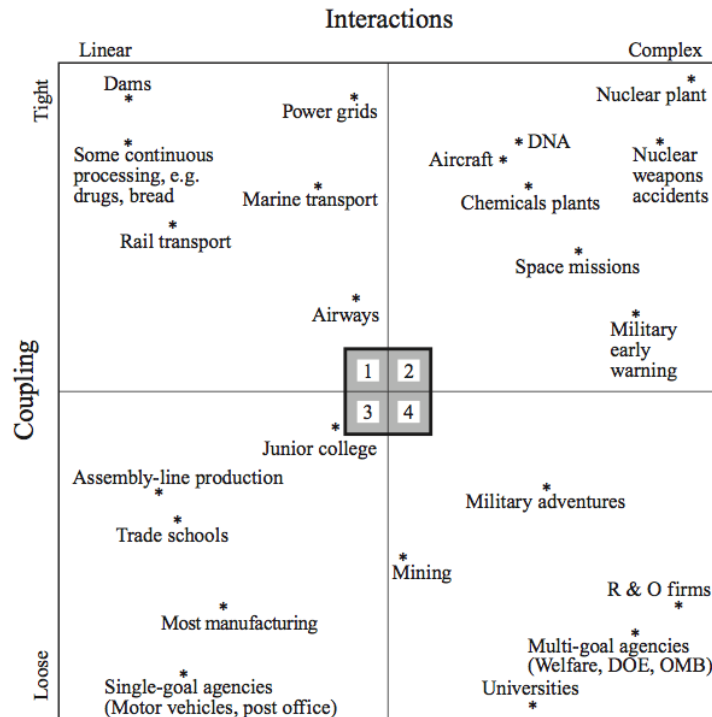 Interactions
Linear
Complex
Tight
Coupling
Loose
Dams
*
Power grids
*
Nuclear plant
*
Some continuous
processing, e.g.
drugs, bread
*
Marine transport
*
Rail transport
*
Airways
*
* DNA
Aircraft *
Nuclear
weapons
accidents
*
Chemicals plants
*
Space missions
*
Military
early
warning
*
1 2
3 4
Junior college
*
Assembly-line production
*
Trade schools
*
Most manufacturing
*
Single-goal agencies
(Motor vehicles, post office)
*
Military adventures
*
Mining
*
R & O firms
*
Multi-goal agencies
(Welfare, DOE, OMB)
*
Universities
*